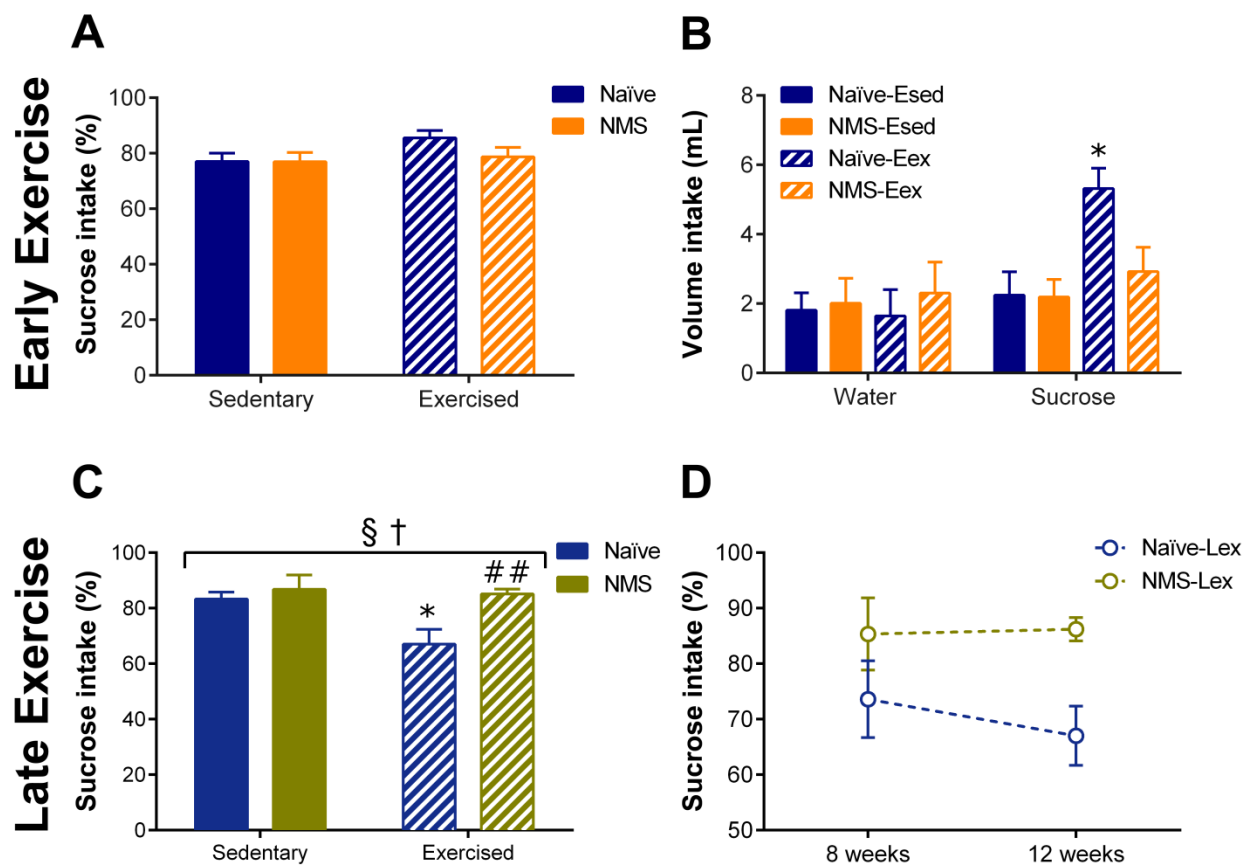 Early Exercise
A
Sucrose intake (%)
100
80
60
40
20
0
Naïve
NMS
Sedentary
Exercised
B
Volume intake (mL)
8
6
4
2
0
Naïve-Esed
NMS-Esed
Naïve-Eex
NMS-Eex
*
Water
Sucrose
Late Exercise
C
Sucrose intake (%)
100
80
60
40
20
0
§ †
*
##
Naïve
NMS
Sedentary
Exercised
D
Sucrose intake (%)
100
90
80
70
60
50
Naïve-Lex
NMS-Lex
8 weeks
12 weeks